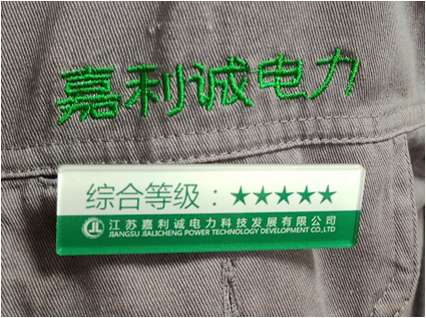 嘉利诚电力
综合等级：★★★★★
JL 江苏嘉利诚电力科技发展有限公司
JIANGSU JIALICHENG POWER TECHNOLOGY DEVELOPMENT CO.,LTD